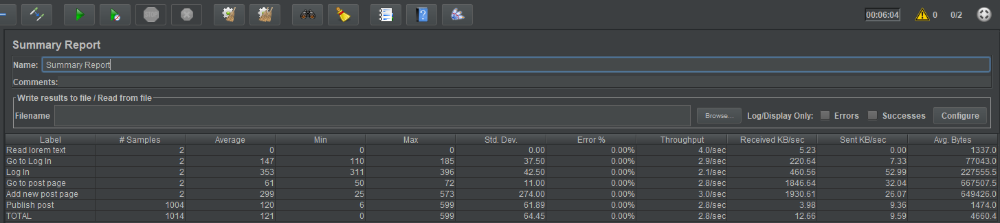 STOP
00:06:04 0 0/2
Summary Report
Name: Summary Report
Comments:
Write results to file / Read from file
Filename Browse... Log/Display Only: Errors Successes Configure
Label # Samples Average Min Max Std. Dev. Error % Throughput Received KB/sec Sent KB/sec Avg. Bytes
Read lorem text 2 0 0 0 0.00 0.00% 4.0/sec 5.23 0.00 1337.0
Go to Log In 2 147 110 185 37.50 0.00% 2.9/sec 220.64 7.33 77043.0
Log In 2 353 311 396 42.50 0.00% 2.1/sec 460.56 52.99 227555.5
Go to post page 2 61 50 72 11.00 0.00% 2.8/sec 1846.64 32.04 667507.5
Add new post page 2 299 25 573 274.00 0.00% 3.0/sec 1930.61 26.07 649426.0
Publish post 1004 120 6 599 61.89 0.00% 2.8/sec 3.98 9.36 1474.0
TOTAL 1014 121 0 599 64.45 0.00% 2.8/sec 12.66 9.59 4660.4